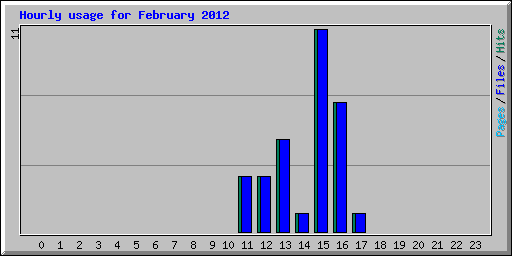 Hourly usage for February 2012
11
Pages/Files/Hits
0 1 2 3 4 5 6 7 8 9 10 11 12 13 14 15 16 17 18 19 20 21 22 23